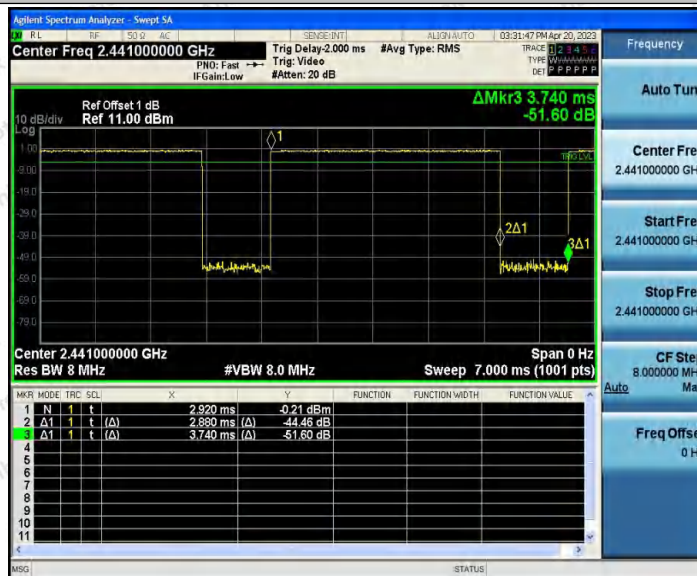 Agilent Spectrum Analyzer - Swept SA
RL RF 50 Ω AC SENSE:INT ALIGN AUTO 03:31:47 PM Apr 20, 2023
Center Freq 2.441000000 GHz
PNO: Fast
IFGain:Low
Trig Delay-2.000 ms
Trig: Video
#Atten: 20 dB
#Avg Type: RMS
TRACE 1 2 3 4 5 6
TYPE W
DET P P P P P P
ΔMkr3 3.740 ms
-51.60 dB
Ref Offset 1 dB
10 dB/div Ref 11.00 dBm
Log
1.00
-9.00
-19.0
-29.0
-39.0
-49.0
-59.0
-69.0
-79.0
1
TRIG LVL
2Δ1
3Δ1
Center 2.441000000 GHz Span 0 Hz
Res BW 8 MHz #VBW 8.0 MHz Sweep 7.000 ms (1001 pts)
MKR MODE TRC SCL X Y FUNCTION FUNCTION WIDTH FUNCTION VALUE
1 N 1 t 2.920 ms -0.21 dBm
2 Δ1 1 t (Δ) 2.880 ms (Δ) -44.46 dB
3 Δ1 1 t (Δ) 3.740 ms (Δ) -51.60 dB
4
5
6
7
8
9
10
11
MSG STATUS
Frequency
Auto Tun
Center Fre
2.441000000 GH
Start Fre
2.441000000 GH
Stop Fre
2.441000000 GH
CF Ste
8.000000 MH
Auto Ma
Freq Offse
0 H